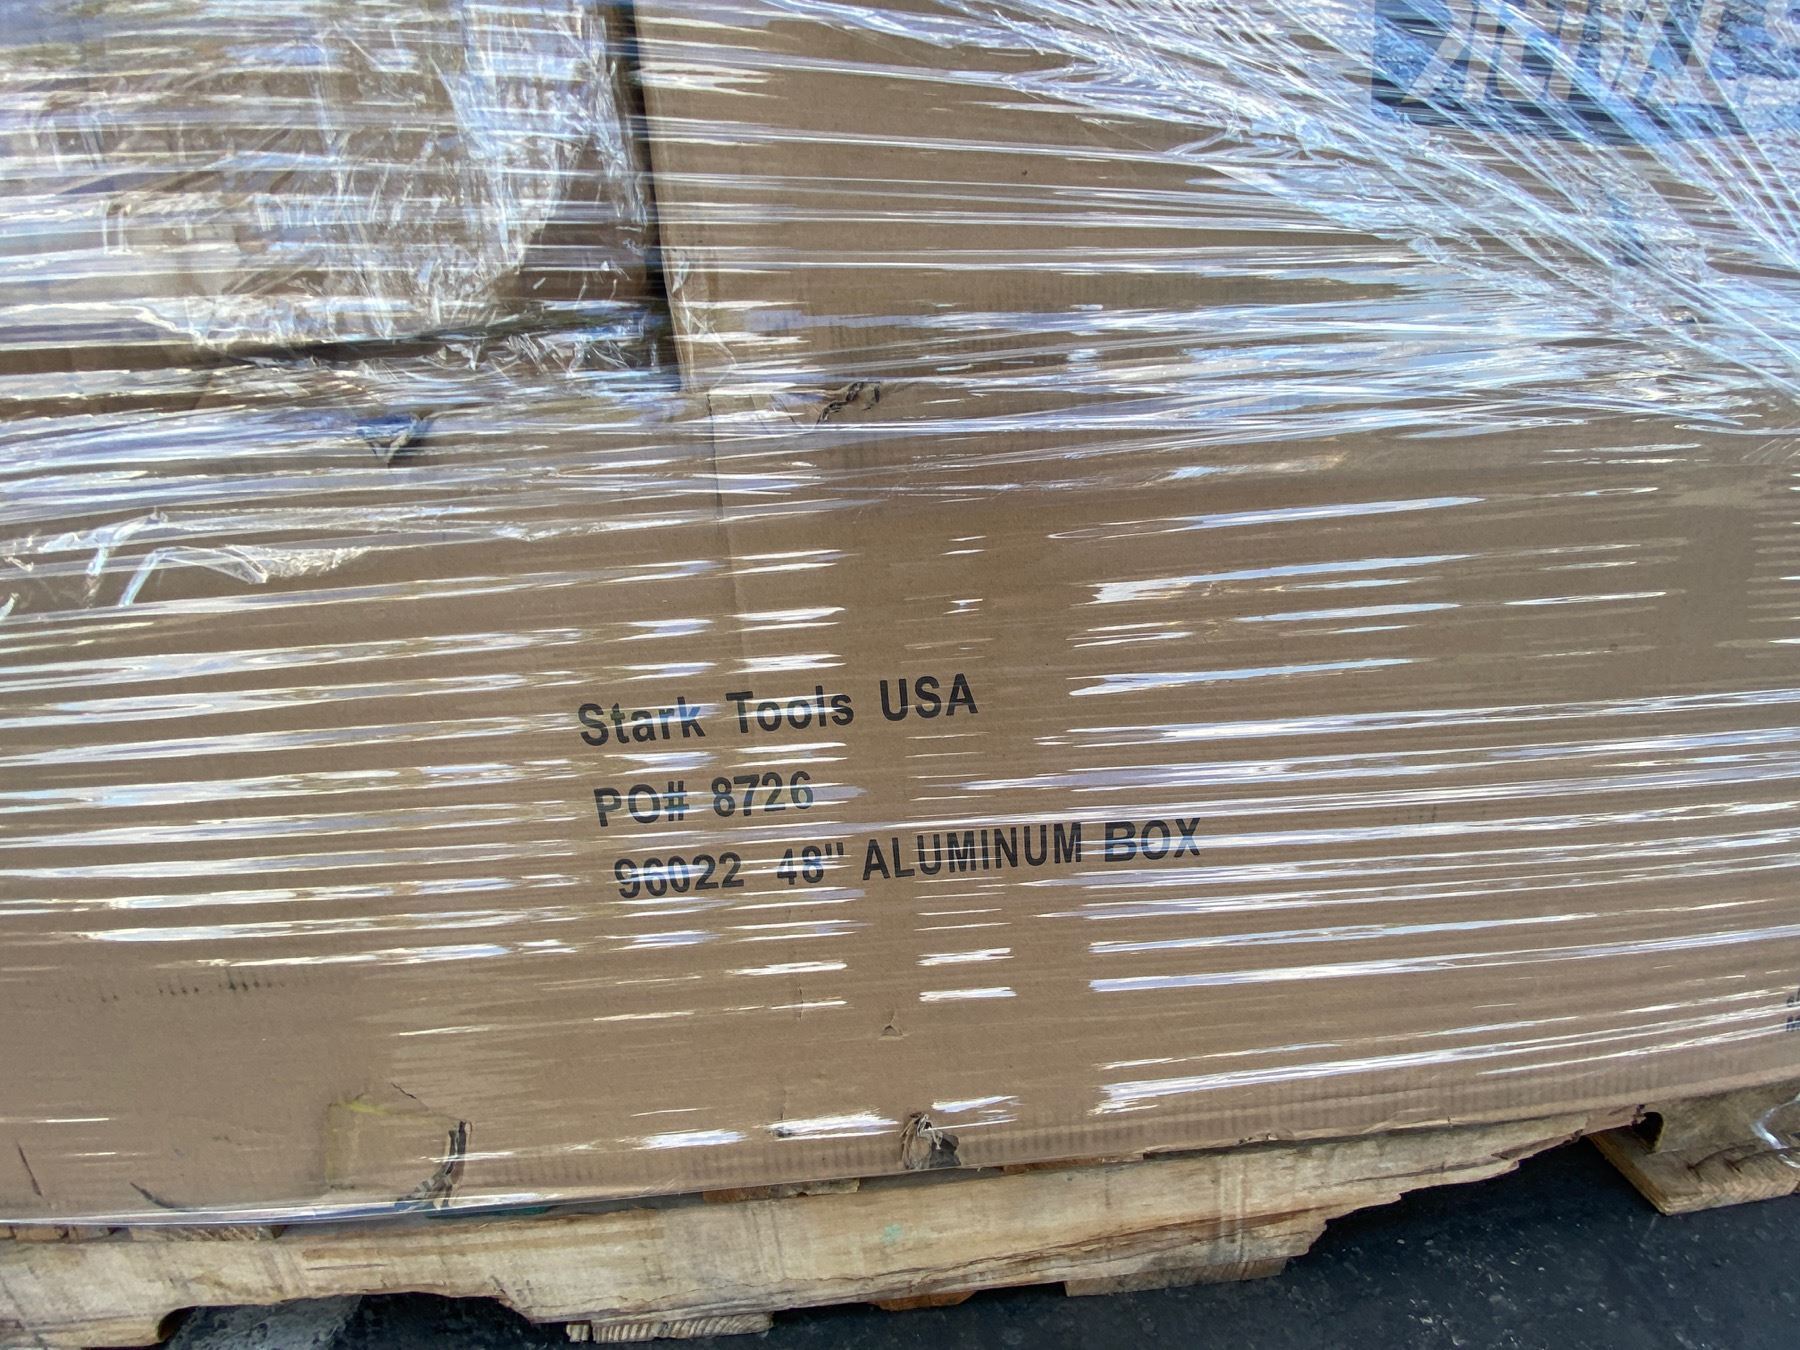 Stark Tools USA
PO# 8726
96022 48" ALUMINUM BOX